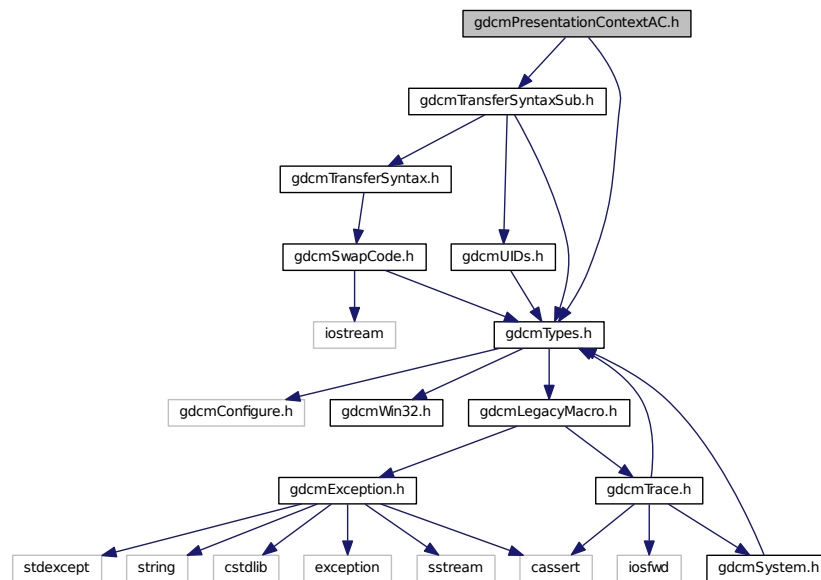 gdcmPresentationContextAC.h
gdcmTransferSyntaxSub.h
gdcmTransferSyntax.h
gdcmSwapCode.h
gdcmUIDs.h
iostream
gdcmTypes.h
gdcmConfigure.h
gdcmWin32.h
gdcmLegacyMacro.h
gdcmException.h
gdcmTrace.h
stdexcept
string
cstdlib
exception
sstream
cassert
iosfwd
gdcmSystem.h